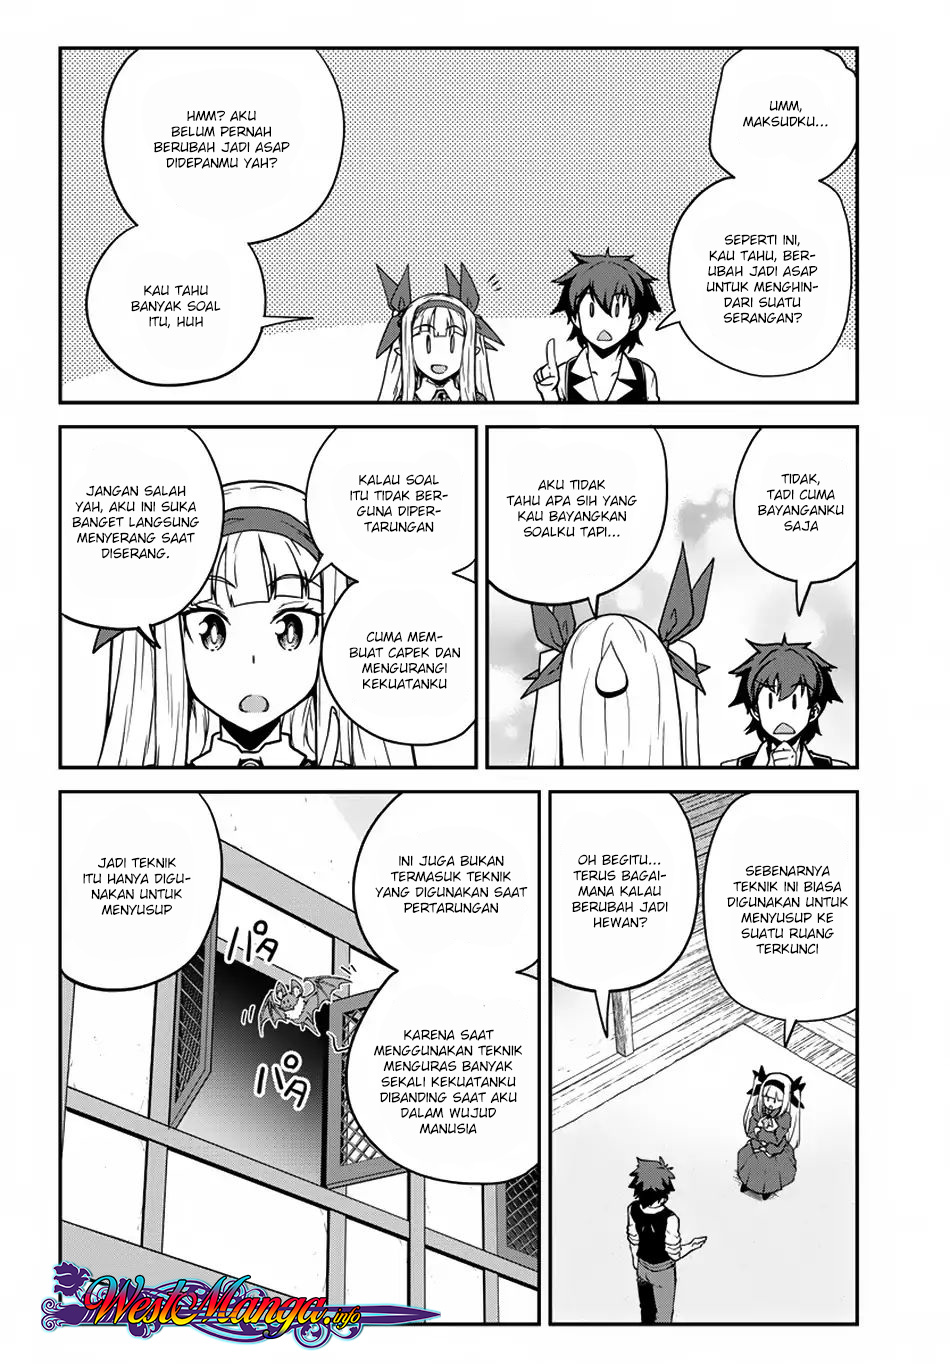 UMM,
MAKSUDKU...
SEPERTI INI,
KAU TAHU, BER-
UBAH JADI ASAP
UNTUK MENGHIN-
DARI SUATU
SERANGAN?
HMM? AKU
BELUM PERNAH
BERUBAH JADI ASAP
DIDEPANMU YAH?
KAU TAHU
BANYAK SOAL
ITU, HUH
TIDAK,
TADI CUMA
BAYANGANKU
SAJA
AKU TIDAK
TAHU APA SIH YANG
KAU BAYANGKAN
SOALKU TAPI...
KALAU SOAL
ITU TIDAK BER-
GUNA DIPER-
TARUNGAN
CUMA MEM-
BUAT CAPEK DAN
MENGURANGI
KEKUATANKU
JANGAN SALAH
YAH, AKU INI SUKA
BANGET LANGSUNG
MENYERANG SAAT
DISERANG.
SEBENARNYA
TEKNIK INI BIASA
DIGUNAKAN UNTUK
MENYUSUP KE
SUATU RUANG
TERKUNCI
OH BEGITU...
TERUS BAGAI-
MANA KALAU
BERUBAH JADI
HEWAN?
INI JUGA BUKAN
TERMASUK TEKNIK
YANG DIGUNAKAN SAAT
PERTARUNGAN
KARENA SAAT
MENGGUNAKAN TEKNIK
MENGURAS BANYAK
SEKALI KEKUATANKU
DIBANDING SAAT AKU
DALAM WUJUD
MANUSIA
JADI TEKNIK
ITU HANYA DIGU-
NAKAN UNTUK
MENYUSUP
パタ
パタ
WestManga.info